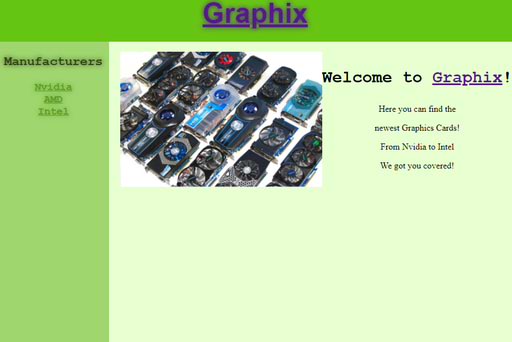 Graphix
Manufacturers
Nvidia
AMD
Intel
Welcome to Graphix!
Here you can find the
newest Graphics Cards!
From Nvidia to Intel
We got you covered!